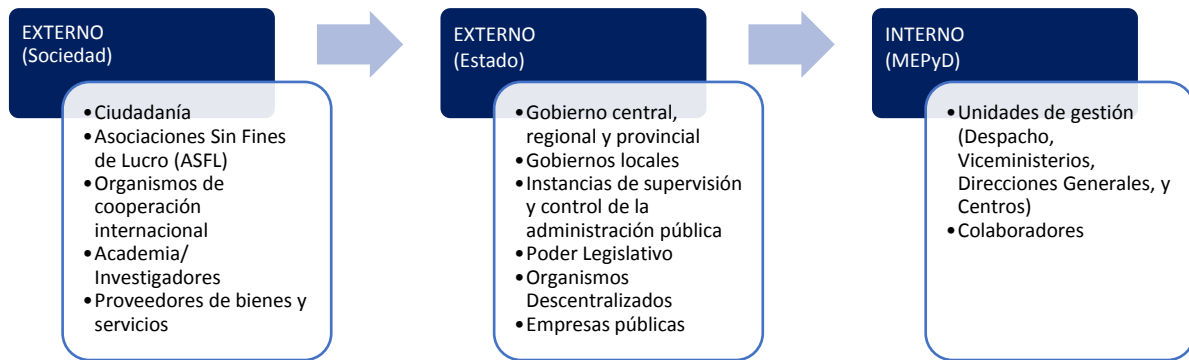 EXTERNO
(Sociedad)
•Ciudadanía
•Asociaciones Sin Fines
de Lucro (ASFL)
•Organismos de
cooperación
internacional
•Academia/
Investigadores
•Proveedores de bienes y
servicios
EXTERNO
(Estado)
•Gobierno central,
regional y provincial
•Gobiernos locales
•Instancias de supervisión
y control de la
administración pública
•Poder Legislativo
•Organismos
Descentralizados
•Empresas públicas
INTERNO
(MEPyD)
•Unidades de gestión
(Despacho,
Viceministerios,
Direcciones Generales, y
Centros)
•Colaboradores